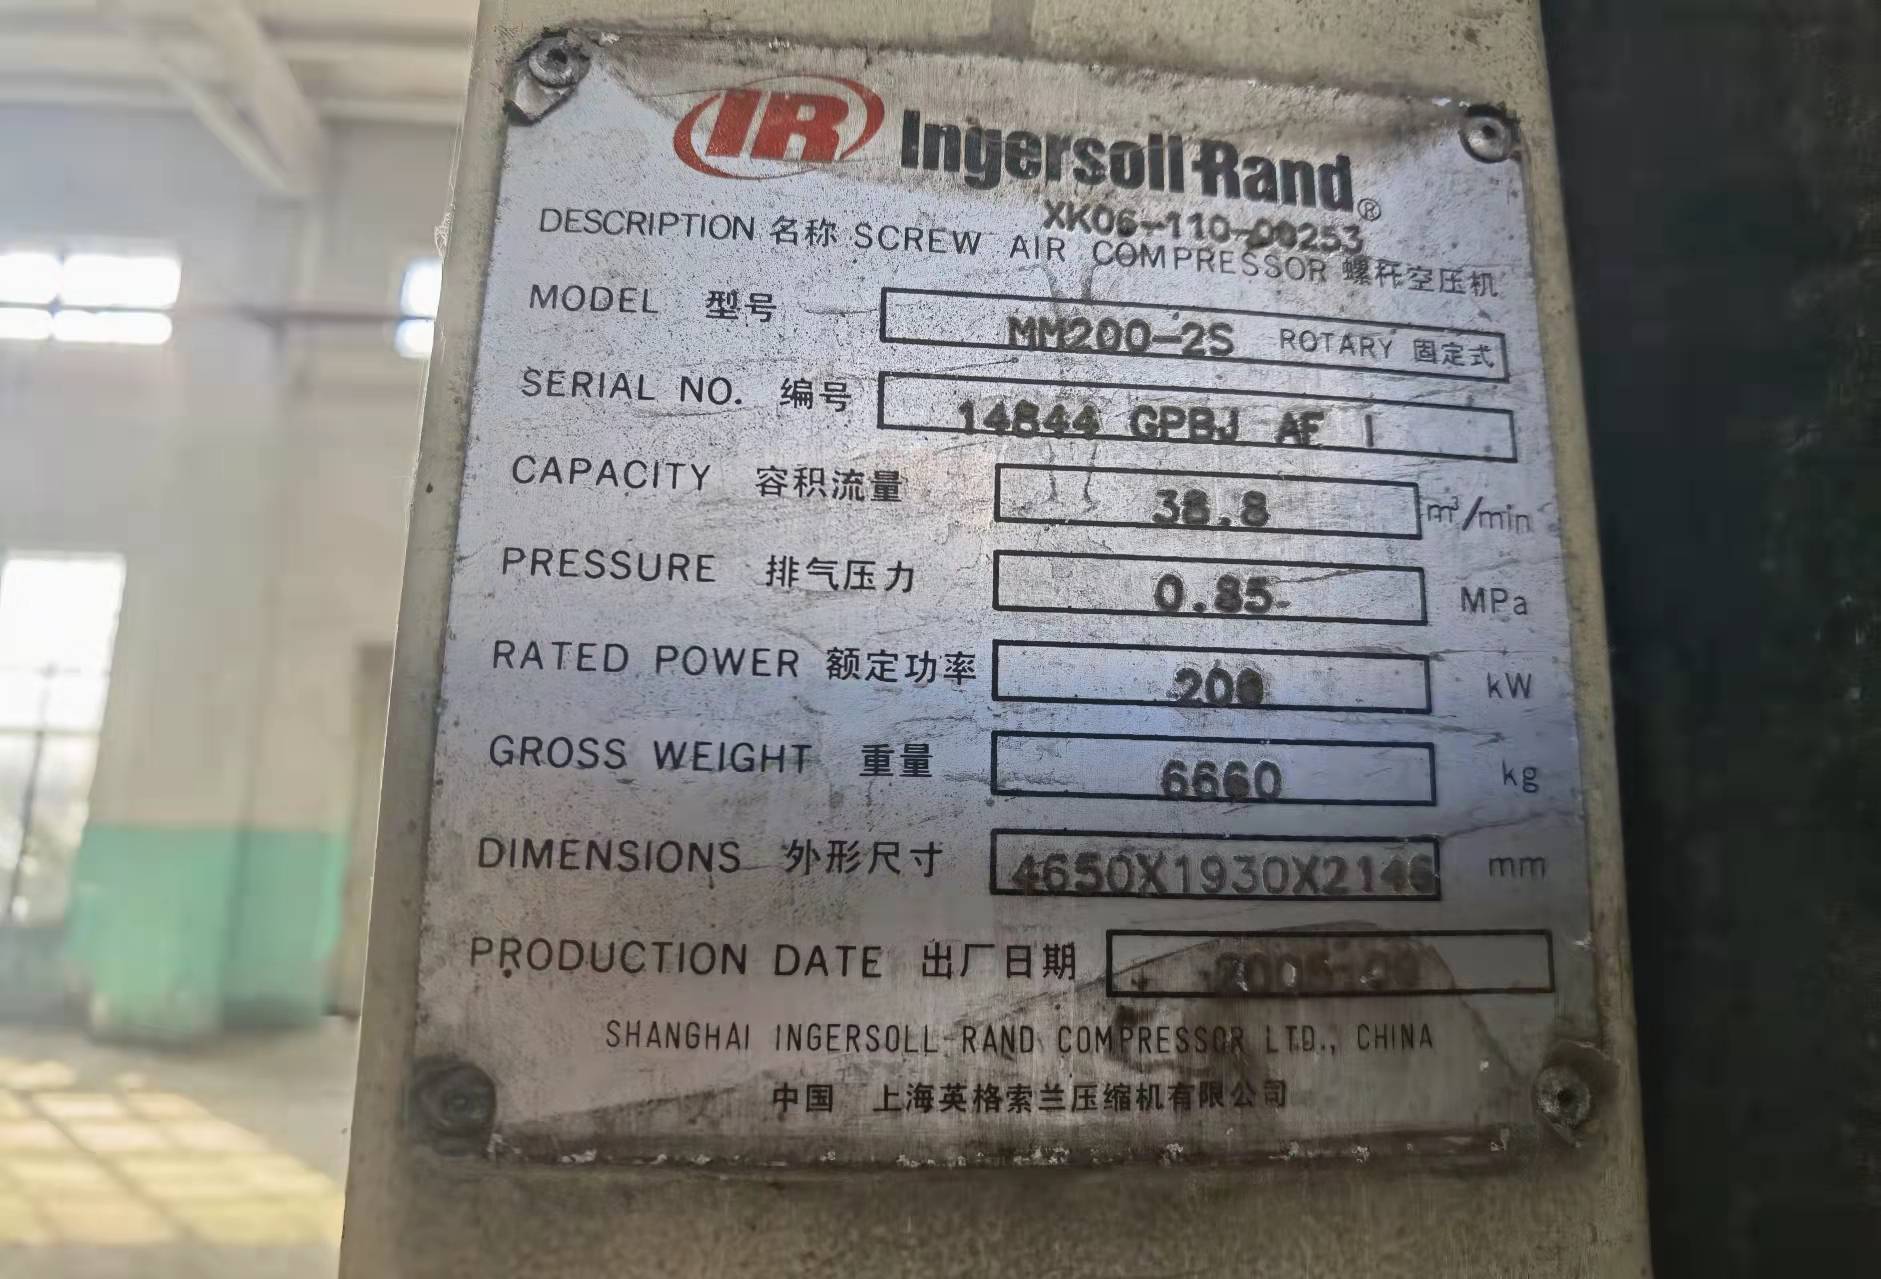 IR Ingersoll-Rand®
XK06-110-00253
DESCRIPTION 名称 SCREW AIR COMPRESSOR 螺杆空压机
MODEL 型号 MM200-2S ROTARY 固定式
SERIAL NO. 编号 14844 GPBJ AF I
CAPACITY 容积流量 38.8 m³/min
PRESSURE 排气压力 0.85 MPa
RATED POWER 额定功率 200 kW
GROSS WEIGHT 重量 6660 kg
DIMENSIONS 外形尺寸 4650X1930X2146 mm
PRODUCTION DATE 出厂日期
SHANGHAI INGERSOLL-RAND COMPRESSOR LTD., CHINA
中国 上海英格索兰压缩机有限公司